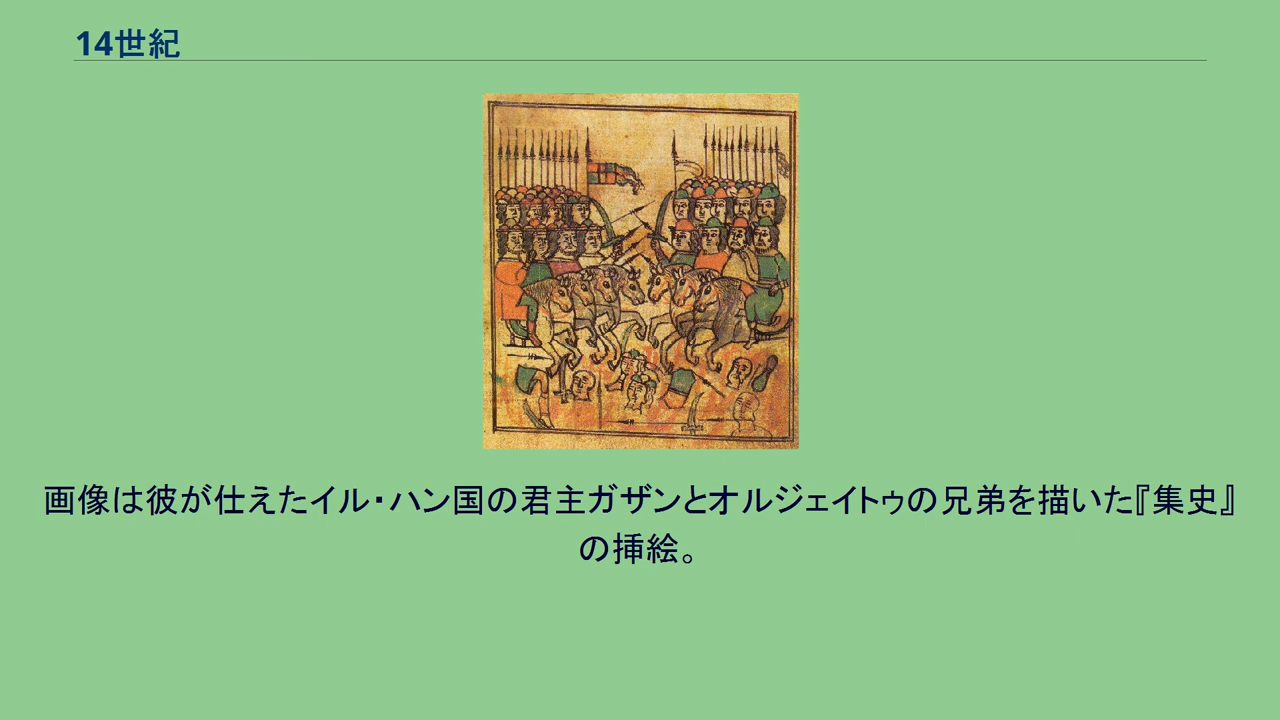 14世紀
画像は彼が仕えたイル・ハン国の君主ガザンとオルジェイトゥの兄弟を描いた『集史』
の挿絵。